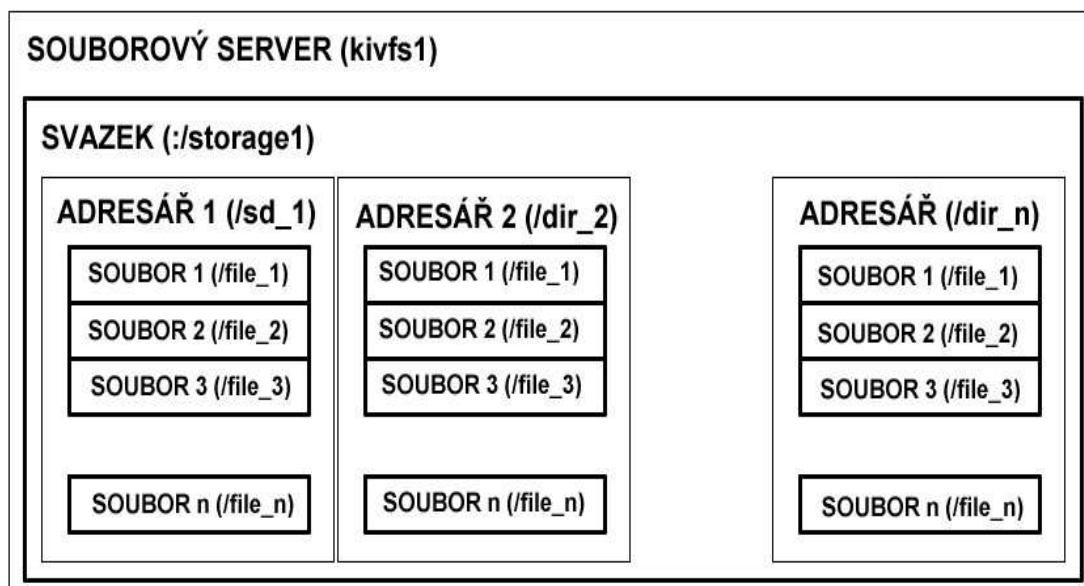 SOUBOROVÝ SERVER (kivfs1)
SVAZEK (:/storage1)
ADRESÁŘ 1 (/sd_1)
SOUBOR 1 (/file_1)
SOUBOR 2 (/file_2)
SOUBOR 3 (/file_3)
SOUBOR n (/file_n)
ADRESÁŘ 2 (/dir_2)
SOUBOR 1 (/file_1)
SOUBOR 2 (/file_2)
SOUBOR 3 (/file_3)
SOUBOR n (/file_n)
ADRESÁŘ (/dir_n)
SOUBOR 1 (/file_1)
SOUBOR 2 (/file_2)
SOUBOR 3 (/file_3)
SOUBOR n (/file_n)